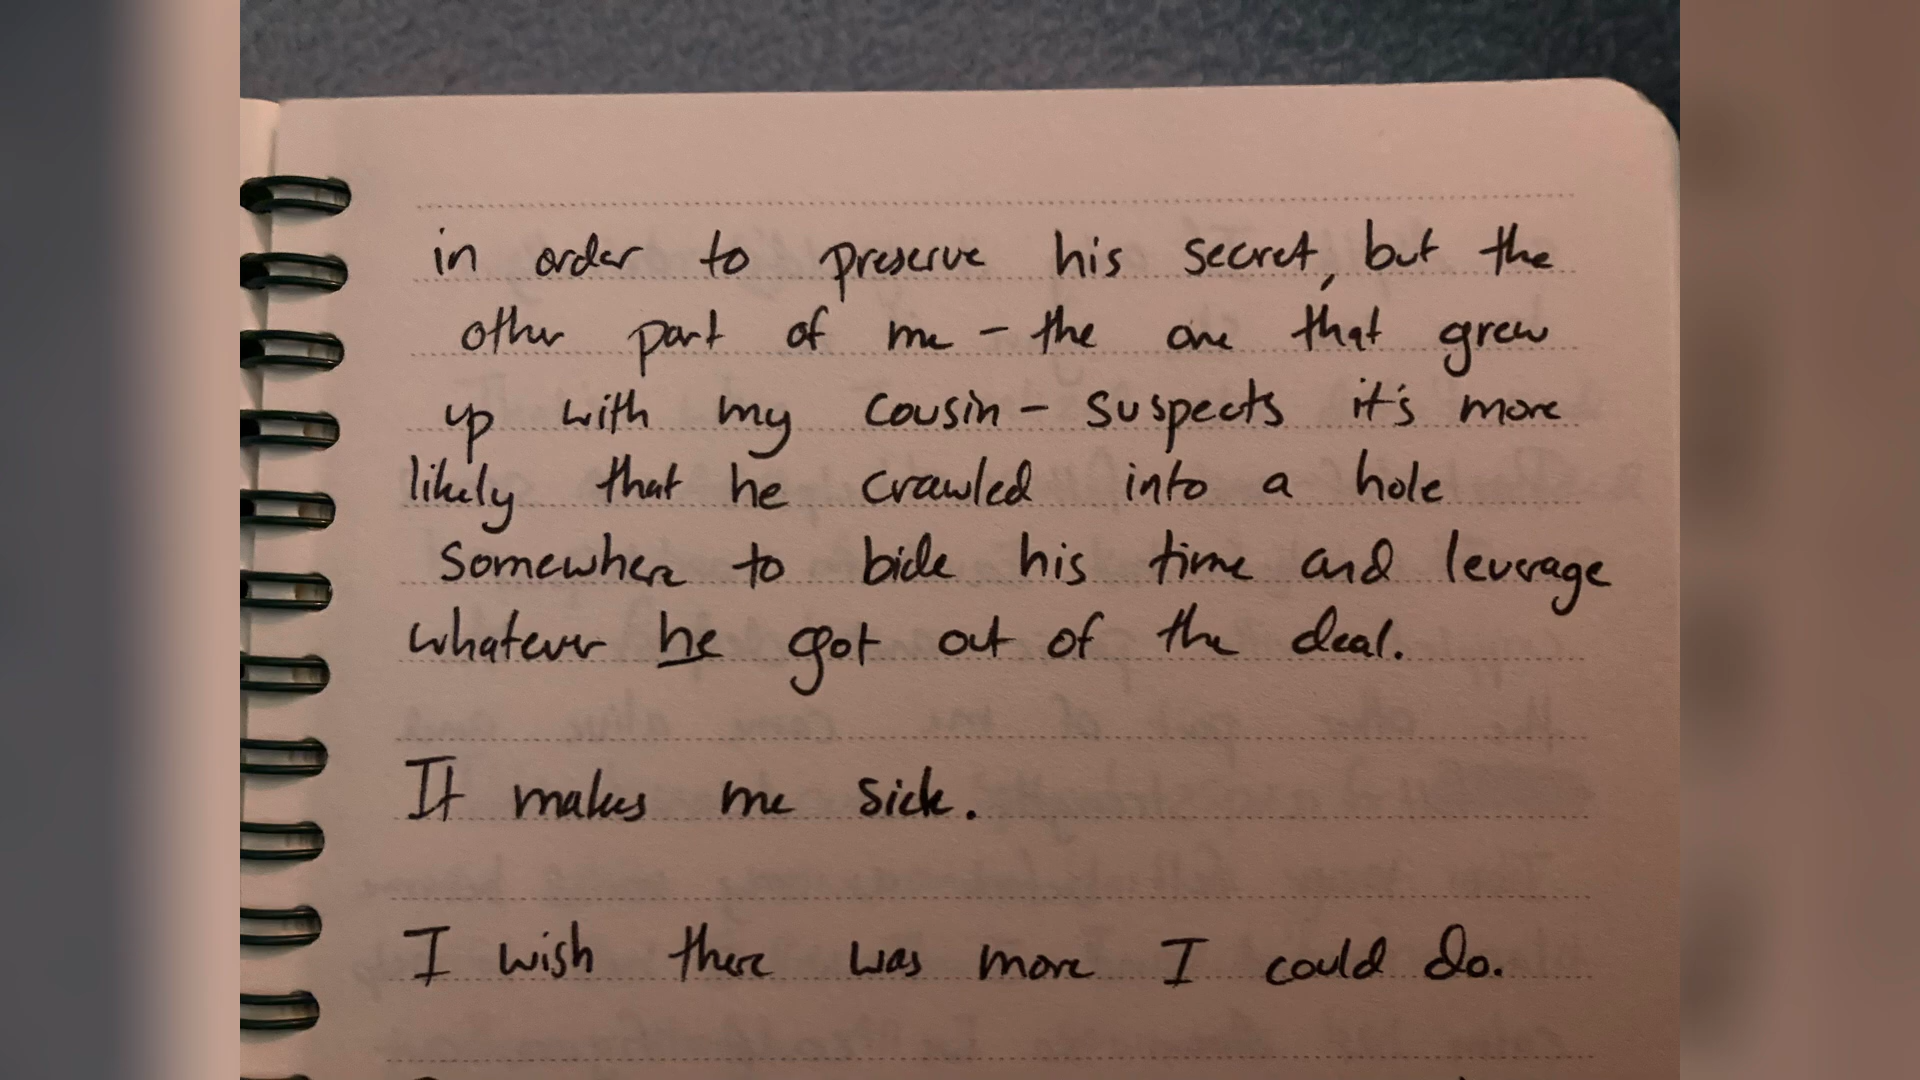 in order to preserve his secret, but the
other part of me - the one that grew
up with my cousin - suspects it's more
likely that he crawled into a hole
somewhere to bide his time and leverage
whatever he got out of the deal.
It makes me sick.
I wish there was more I could do.